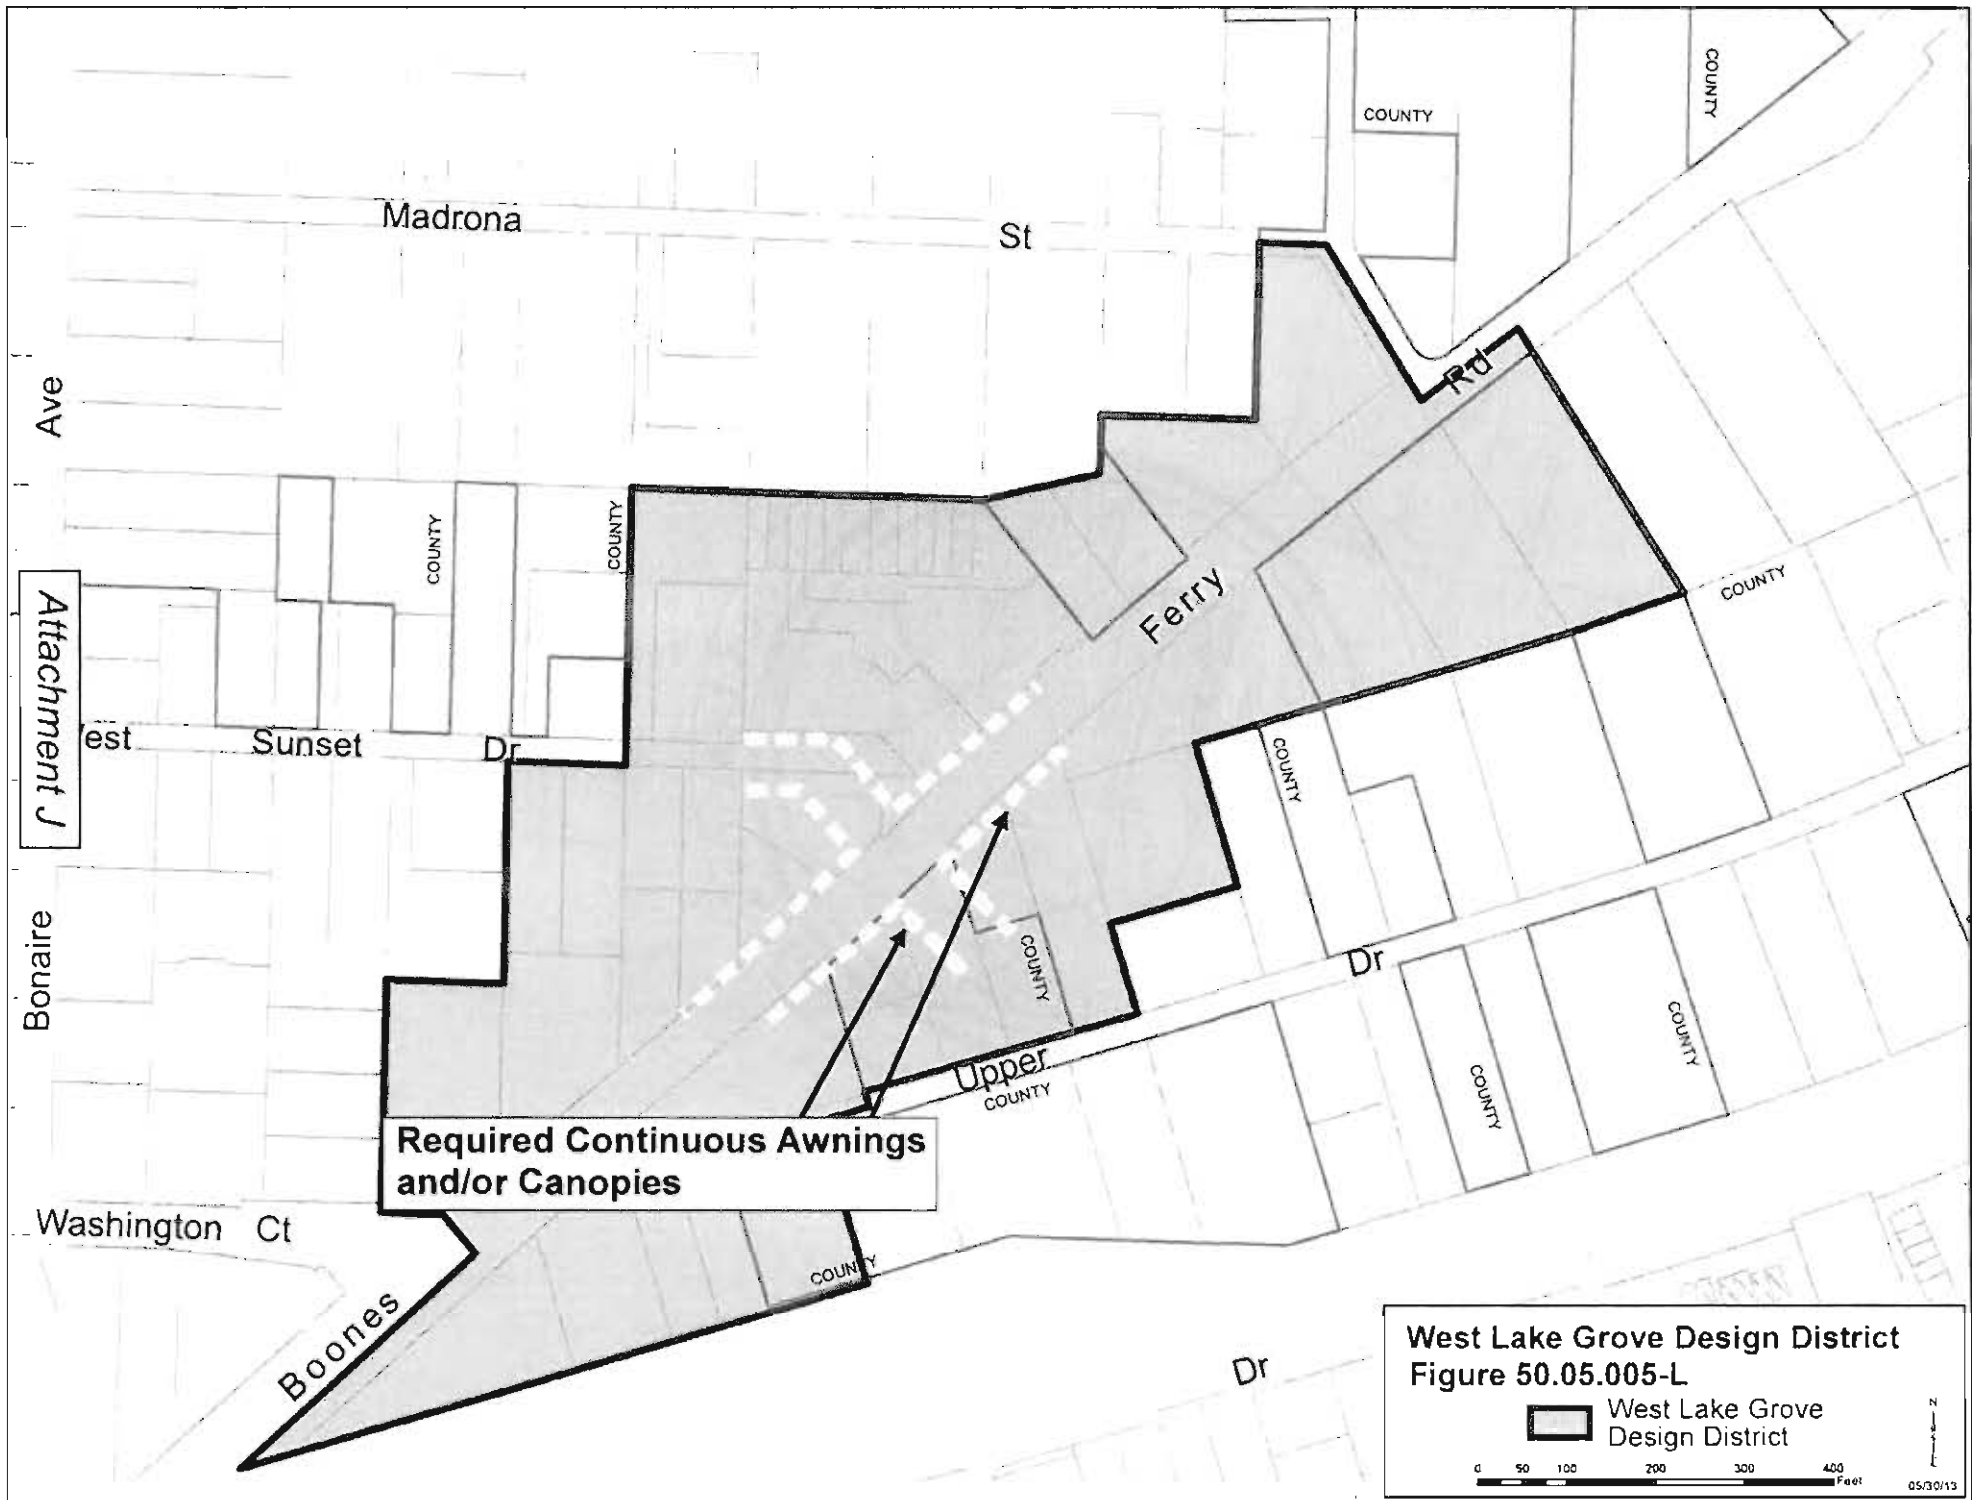 COUNTY
COUNTY
Madrona St
Ave
Rd
COUNTY
COUNTY
Attachment J
Ferry
COUNTY
est Sunset Dr
COUNTY
Bonaire
COUNTY
Dr
COUNTY
Upper
COUNTY
COUNTY
Required Continuous Awnings
and/or Canopies
Washington Ct
COUNTY
Boones
Dr
West Lake Grove Design District
Figure 50.05.005-L
West Lake Grove
Design District
N
0 50 100 200 300 400
Feet
05/30/13